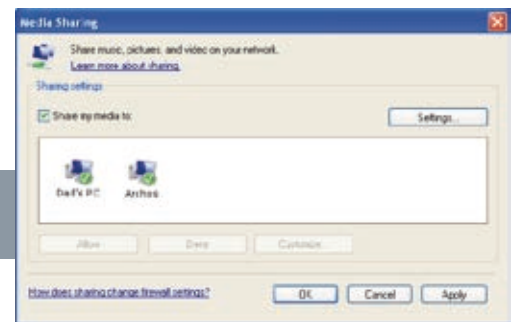 Media Sharing
Share music, pictures, and video on your network.
Learn more about sharing.
Sharing settings
Share my media to:
Settings...
Dad's PC
Archos
Allow
Deny
Customize...
How does sharing change firewall settings?
OK
Cancel
Apply